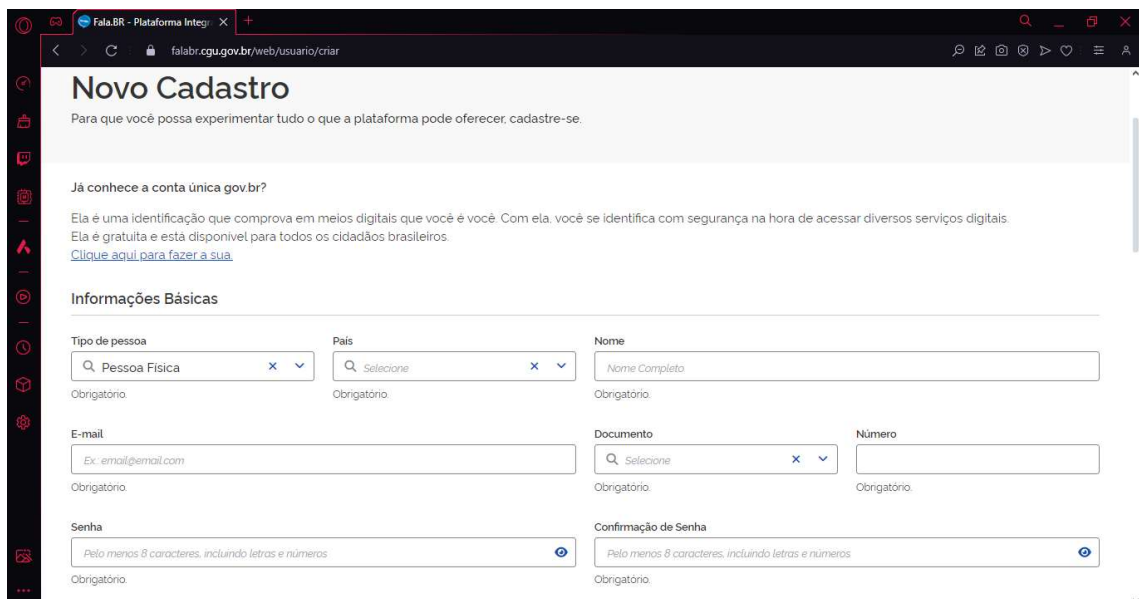 Fala.BR - Plataforma Integr
falabr.cgu.gov.br/web/usuario/criar
Novo Cadastro
Para que você possa experimentar tudo o que a plataforma pode oferecer, cadastre-se.
Já conhece a conta única gov.br?
Ela é uma identificação que comprova em meios digitais que você é você. Com ela, você se identifica com segurança na hora de acessar diversos serviços digitais.
Ela é gratuita e está disponível para todos os cidadãos brasileiros.
Clique aqui para fazer a sua.
Informações Básicas
Tipo de pessoa País Nome
Pessoa Física Selecione Nome Completo
Obrigatório. Obrigatório Obrigatório.
E-mail Documento Número
Ex.: email@email.com Selecione
Obrigatório. Obrigatório. Obrigatório.
Senha Confirmação de Senha
Pelo menos 8 caracteres, incluindo letras e números Pelo menos 8 caracteres, incluindo letras e números
Obrigatório. Obrigatório.